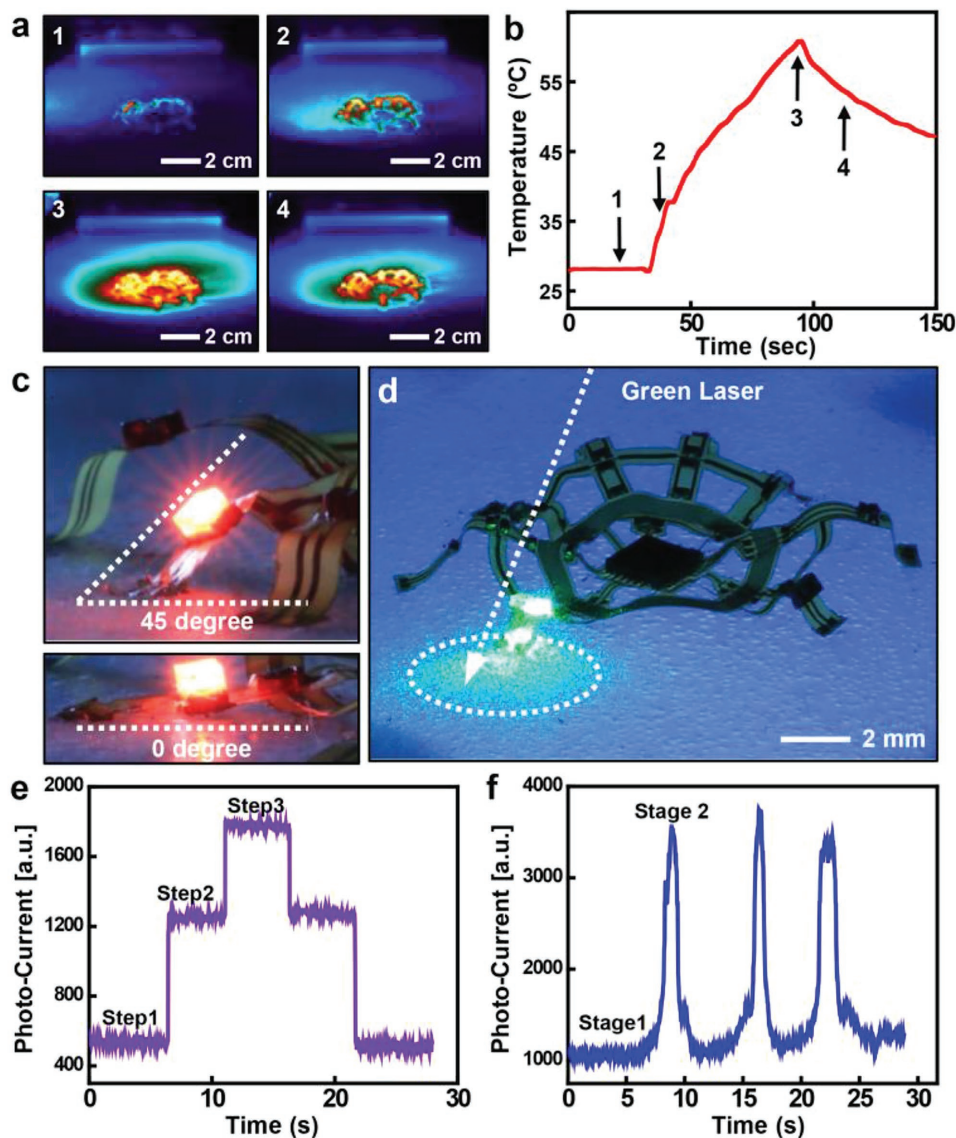 a
1
2 cm
2
2 cm
3
2 cm
4
2 cm
b
Temperature (ºC)
55
45
35
25
1
2
3
4
0
50
100
150
Time (sec)
c
45 degree
0 degree
d
Green Laser
2 mm
e
Photo-Current [a.u.]
2000
1600
1200
800
400
Step1
Step2
Step3
0
10
20
30
Time (s)
f
Photo-Current [a.u.]
4000
3000
2000
1000
Stage1
Stage 2
0
5
10
15
20
25
30
Time (s)